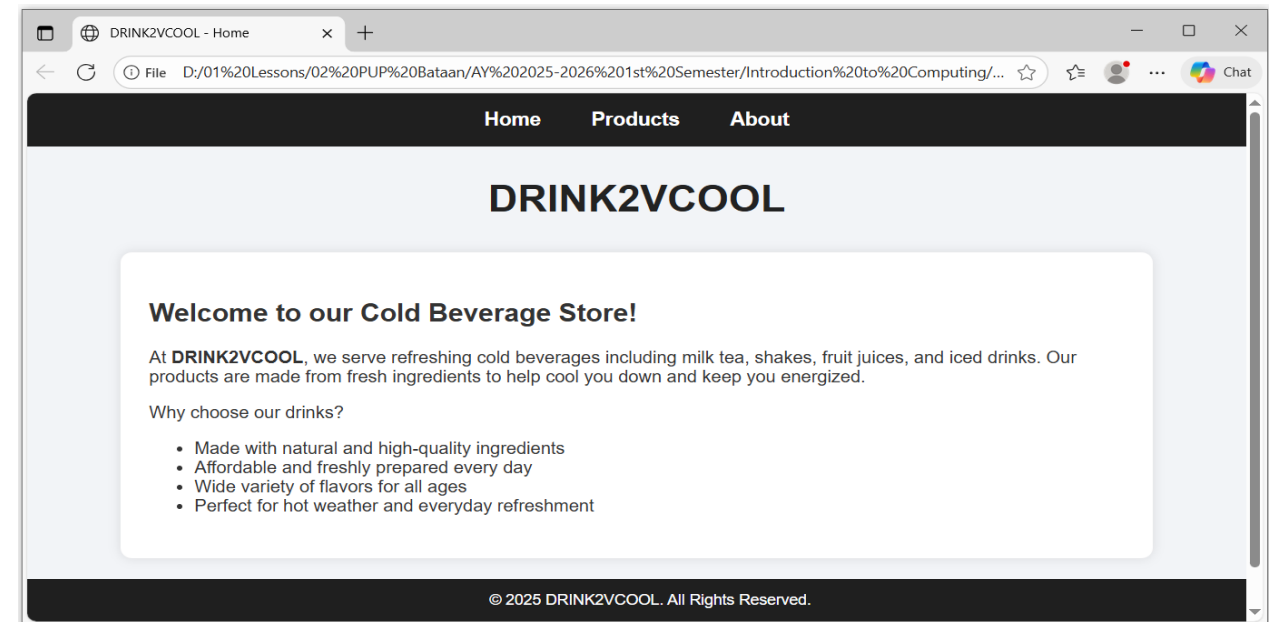 DRINK2VCOOL - Home
File D:/01%20Lessons/02%20PUP%20Bataan/AY%202025-2026%201st%20Semester/Introduction%20to%20Computing/...
Chat
Home Products About
DRINK2VCOOL
Welcome to our Cold Beverage Store!
At DRINK2VCOOL, we serve refreshing cold beverages including milk tea, shakes, fruit juices, and iced drinks. Our
products are made from fresh ingredients to help cool you down and keep you energized.
Why choose our drinks?
• Made with natural and high-quality ingredients
• Affordable and freshly prepared every day
• Wide variety of flavors for all ages
• Perfect for hot weather and everyday refreshment
© 2025 DRINK2VCOOL. All Rights Reserved.